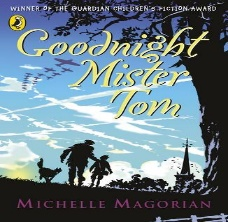 WINNER OF THE GUARDIAN CHILDREN'S FICTION AWARD
Goodnight
Mister
Tom
MICHELLE MAGORIAN